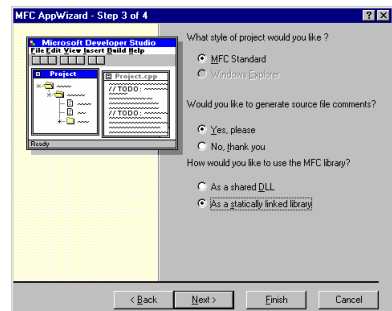 MFC AppWizard - Step 3 of 4
Microsoft Developer Studio
File Edit View Insert Build Help
Project
Project.cpp
// TODO:
// TODO:
Ready
What style of project would you like ?
MFC Standard
Windows Explorer
Would you like to generate source file comments?
Yes, please
No, thank you
How would you like to use the MFC library?
As a shared DLL
As a statically linked library
< Back
Next >
Finish
Cancel